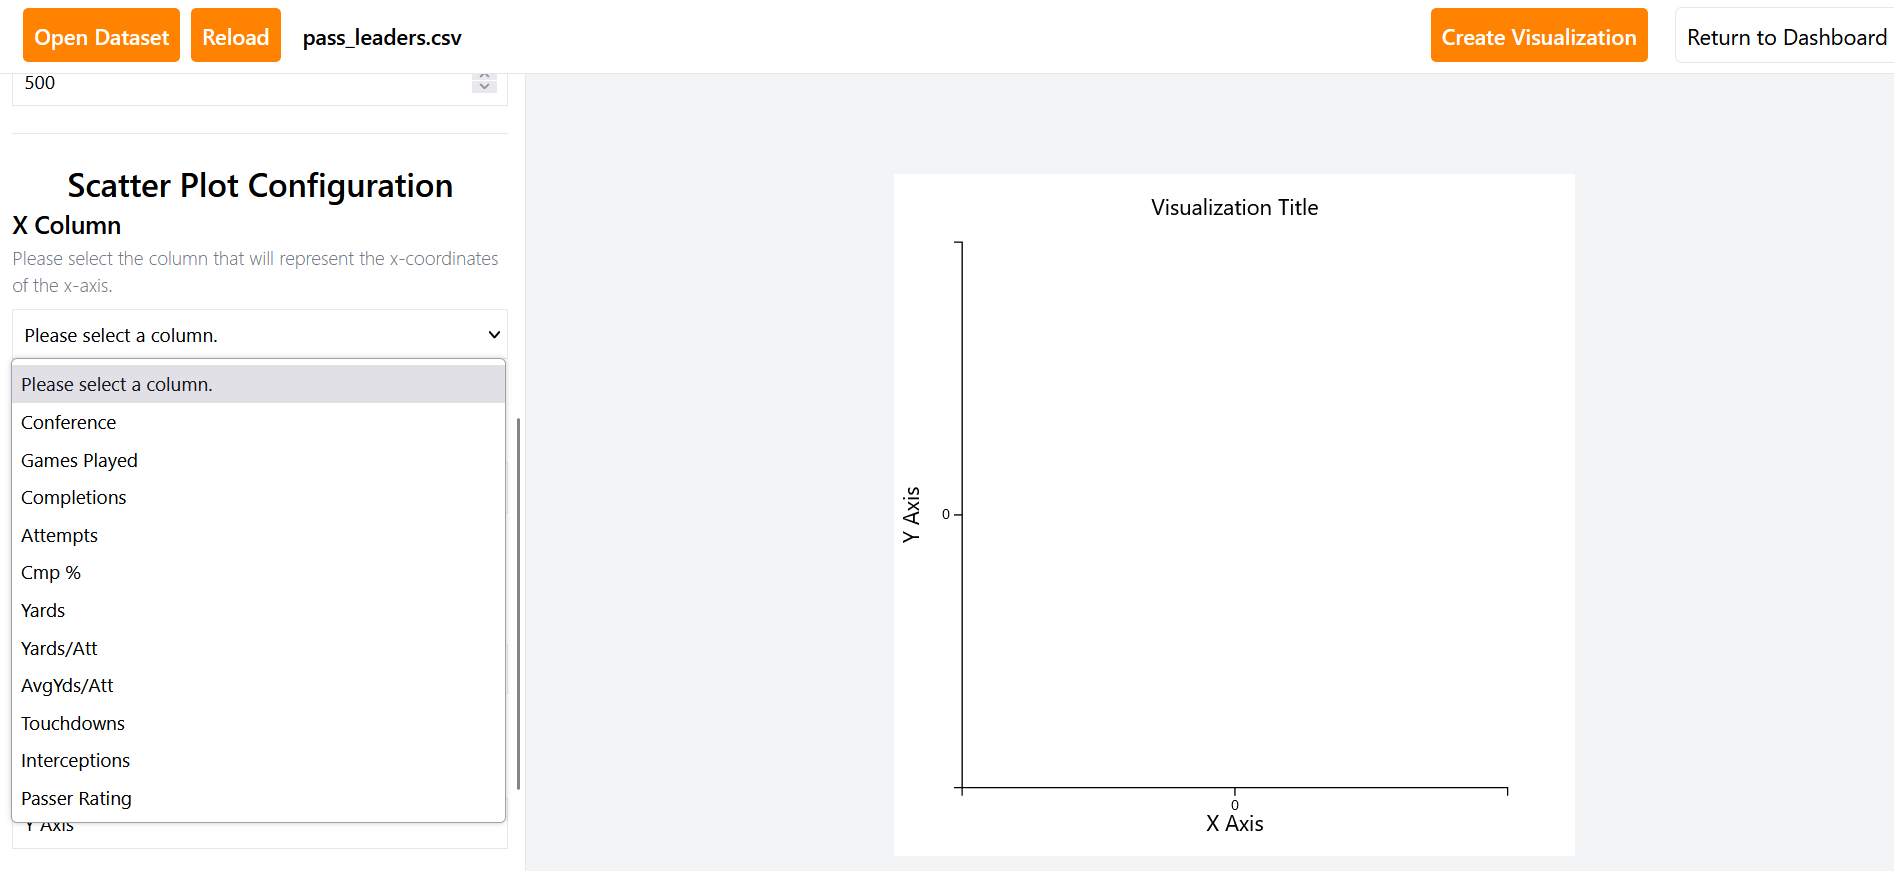 Open Dataset
Reload
pass_leaders.csv
Create Visualization
Return to Dashboard
500
Scatter Plot Configuration
X Column
Please select the column that will represent the x-coordinates
of the x-axis.
Please select a column.
Please select a column.
Conference
Games Played
Completions
Attempts
Cmp %
Yards
Yards/Att
AvgYds/Att
Touchdowns
Interceptions
Passer Rating
Y Axis
Visualization Title
Y Axis
0
0
X Axis